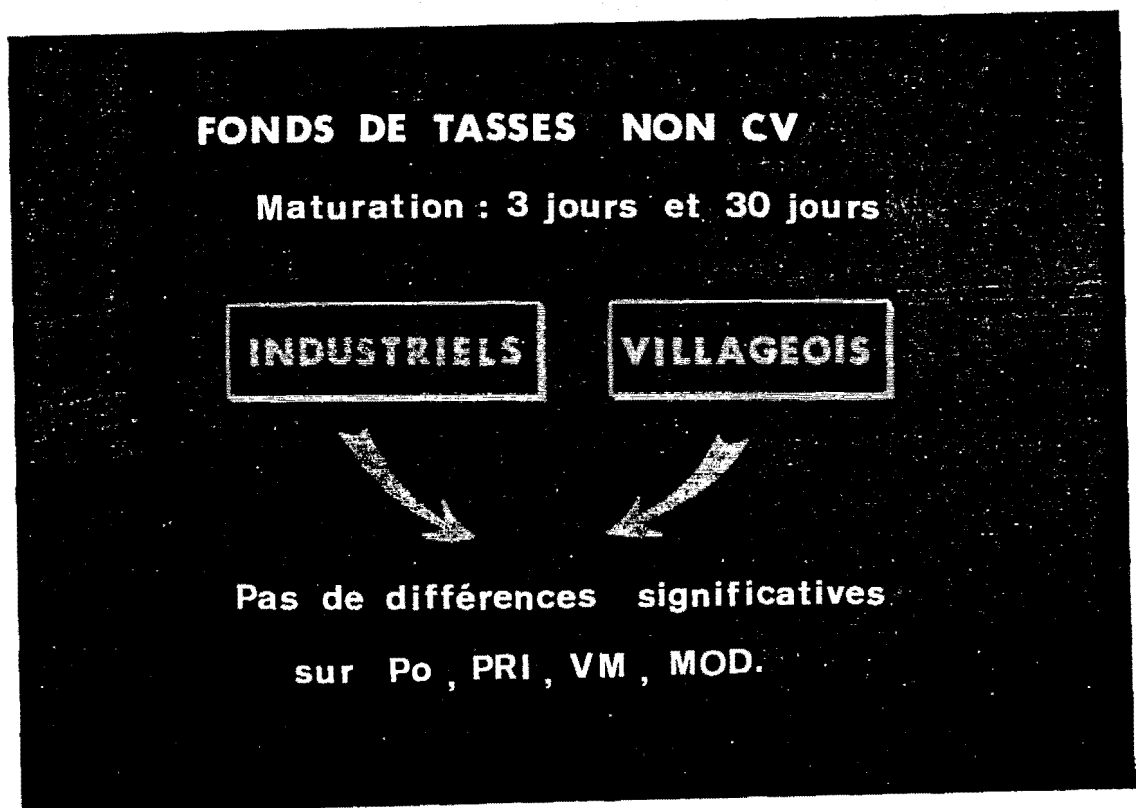 FONDS DE TASSES NON CV
Maturation : 3 jours et 30 jours
INDUSTRIELS VILLAGEOIS
Pas de différences significatives
sur Po , PRI , VM , MOD.